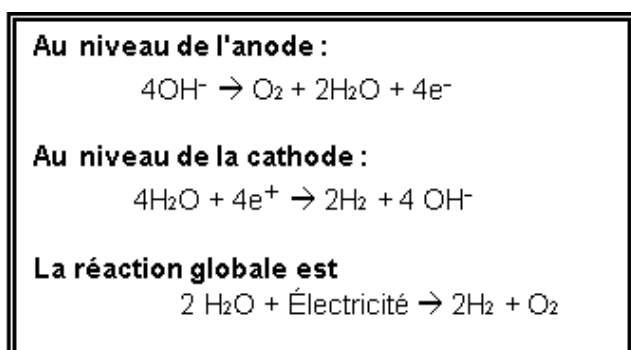 Au niveau de l'anode :
4OH⁻ → O₂ + 2H₂O + 4e⁻
Au niveau de la cathode :
4H₂O + 4e⁺ → 2H₂ + 4 OH⁻
La réaction globale est
2 H₂O + Électricité → 2H₂ + O₂